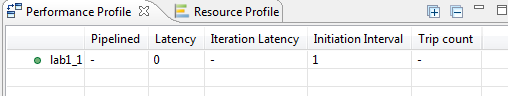 Performance Profile Resource Profile
Pipelined Latency Iteration Latency Initiation Interval Trip count
lab1_1 - 0 - 1 -